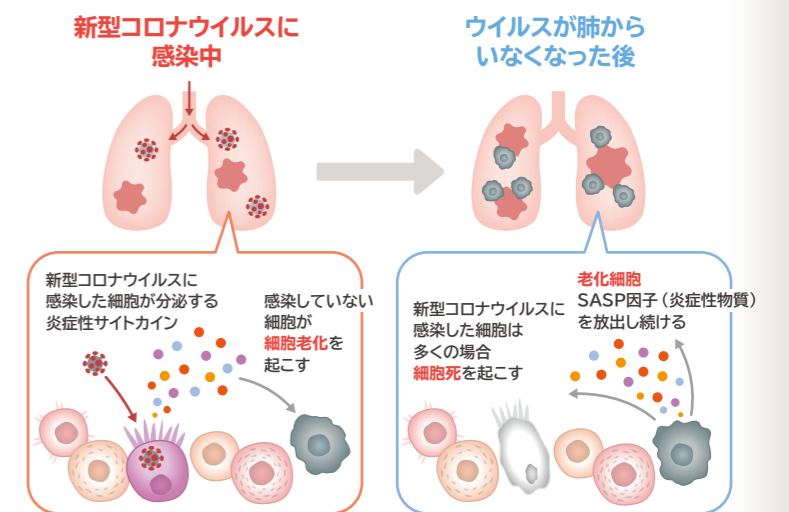 新型コロナウイルスに
感染中
ウイルスが肺から
いなくなった後
新型コロナウイルスに
感染した細胞が分泌する
炎症性サイトカイン
感染していない
細胞が
細胞老化を
起こす
新型コロナウイルスに
感染した細胞は
多くの場合
細胞死を起こす
老化細胞
SASP因子（炎症性物質）
を放出し続ける